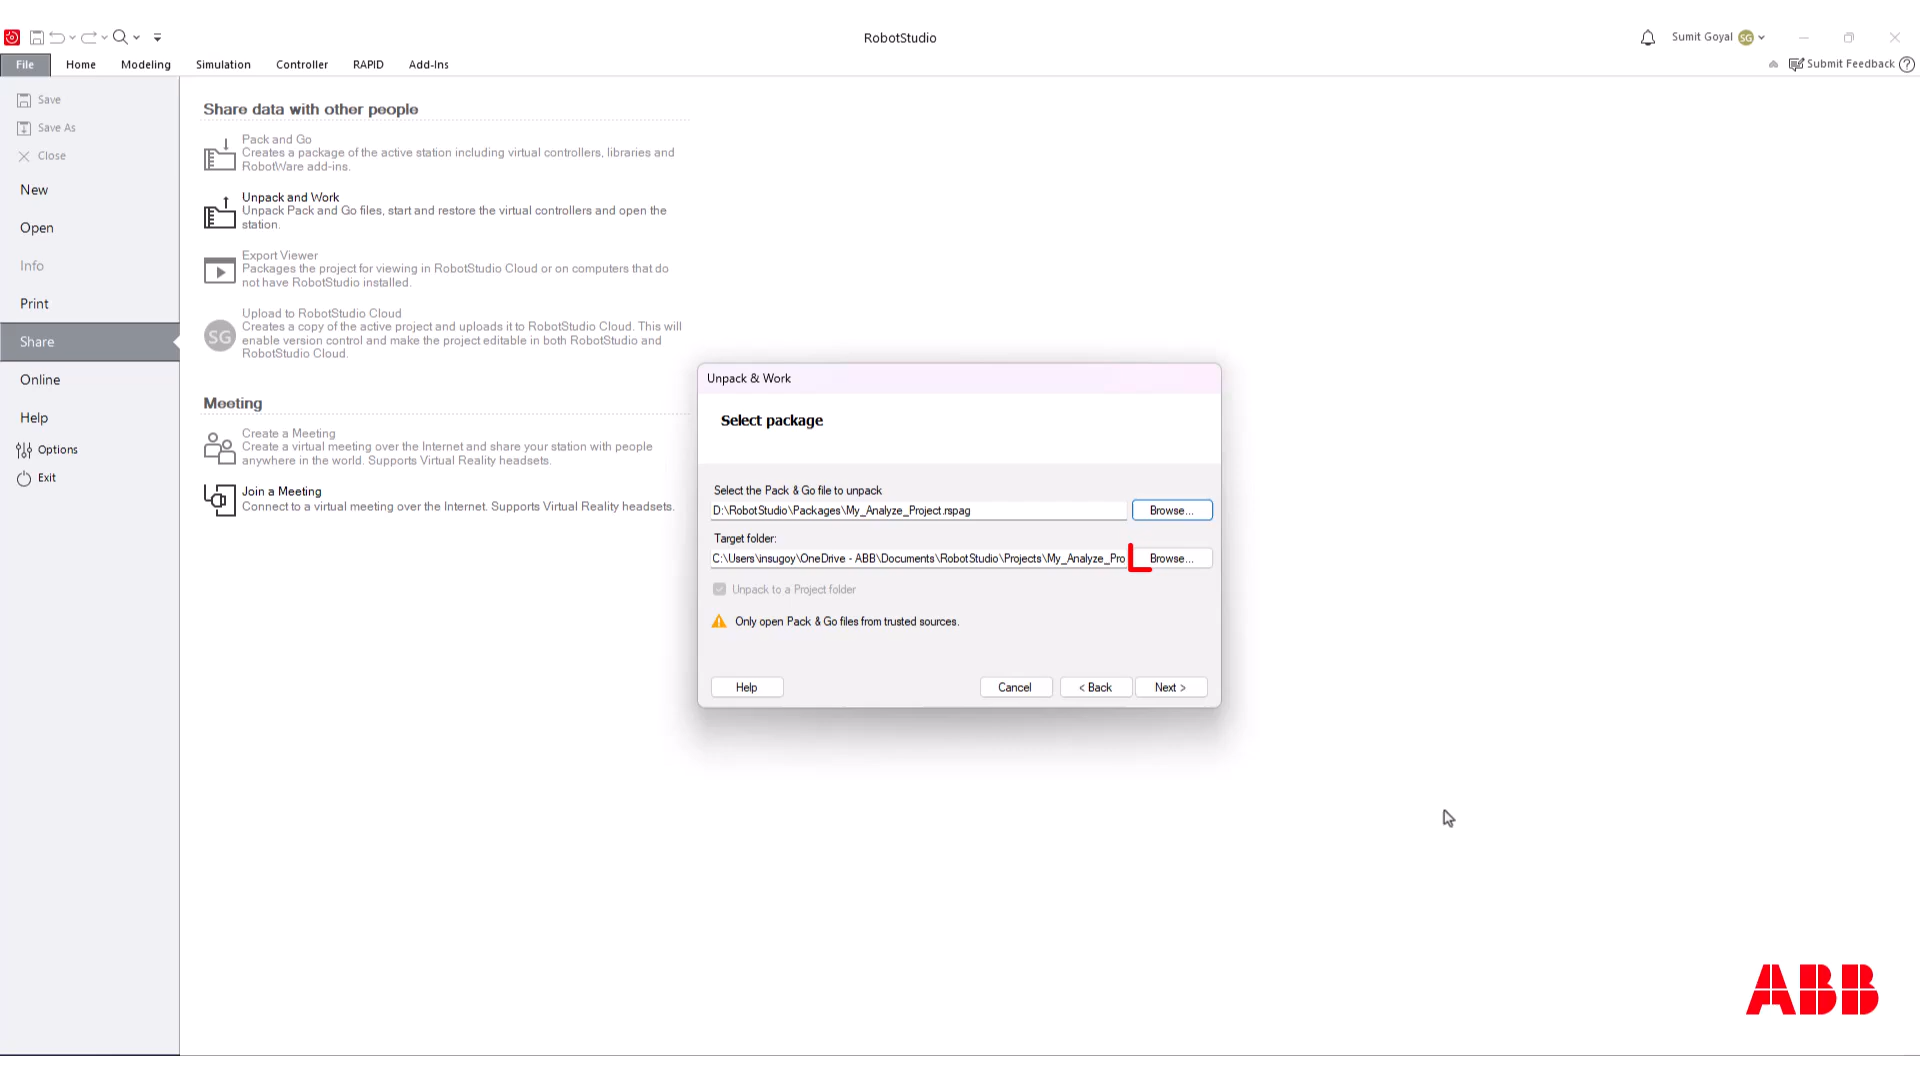 RobotStudio
Sumit Goyal SG
File Home Modeling Simulation Controller RAPID Add-Ins
Submit Feedback ?
Save
Save As
Close
New
Open
Info
Print
Share
Online
Help
Options
Exit
Share data with other people
Pack and Go
Creates a package of the active station including virtual controllers, libraries and
RobotWare add-ins.
Unpack and Work
Unpack Pack and Go files, start and restore the virtual controllers and open the
station.
Export Viewer
Packages the project for viewing in RobotStudio Cloud or on computers that do
not have RobotStudio installed.
SG
Upload to RobotStudio Cloud
Creates a copy of the active project and uploads it to RobotStudio Cloud. This will
enable version control and make the project editable in both RobotStudio and
RobotStudio Cloud.
Meeting
Create a Meeting
Create a virtual meeting over the Internet and share your station with people
anywhere in the world. Supports Virtual Reality headsets.
Join a Meeting
Connect to a virtual meeting over the Internet. Supports Virtual Reality headsets.
Unpack & Work
Select package
Select the Pack & Go file to unpack
D:\RobotStudio\Packages\My_Analyze_Project.rspag
Browse...
Target folder:
C:\Users\insugoy\OneDrive - ABB\Documents\RobotStudio\Projects\My_Analyze_Pro
Browse...
Unpack to a Project folder
Only open Pack & Go files from trusted sources.
Help
Cancel
< Back
Next >
ABB